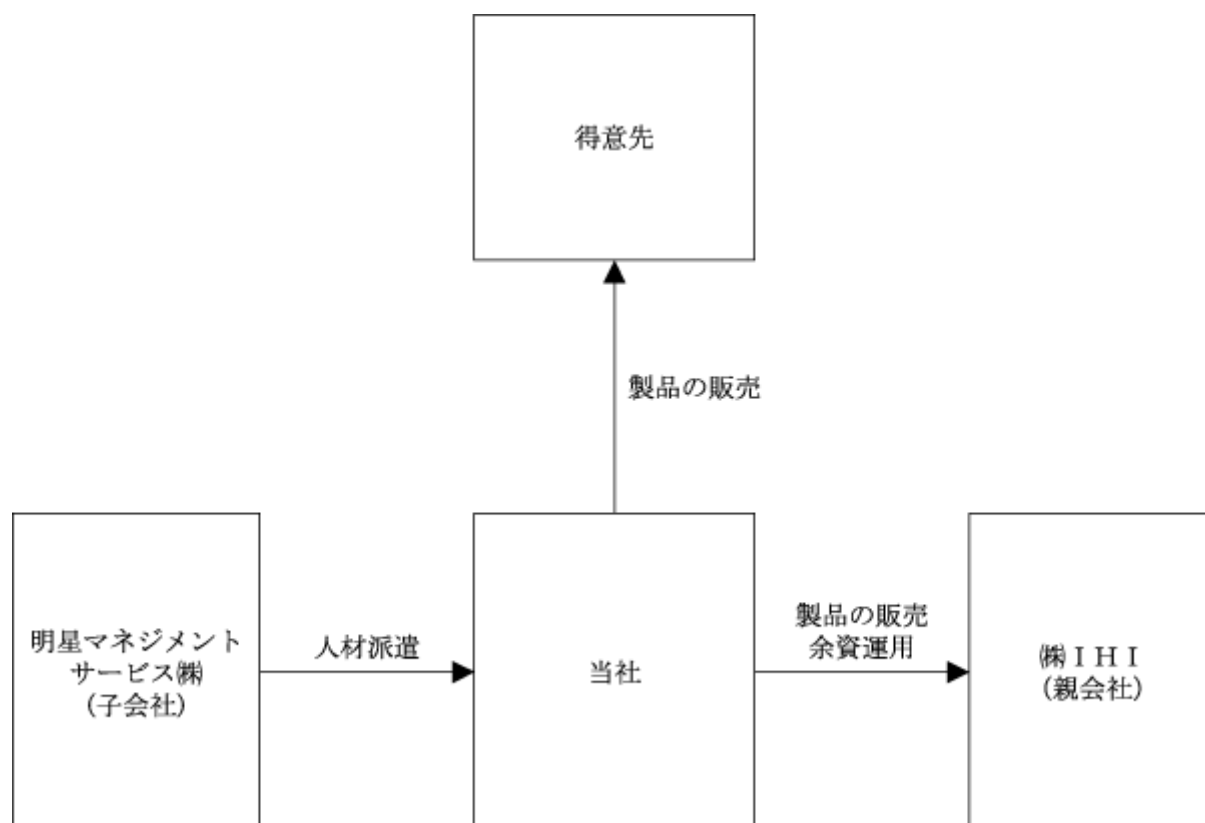 得意先
製品の販売
明星マネジメント
サービス㈱
(子会社)
人材派遣
当社
製品の販売
余資運用
㈱ＩＨＩ
(親会社)